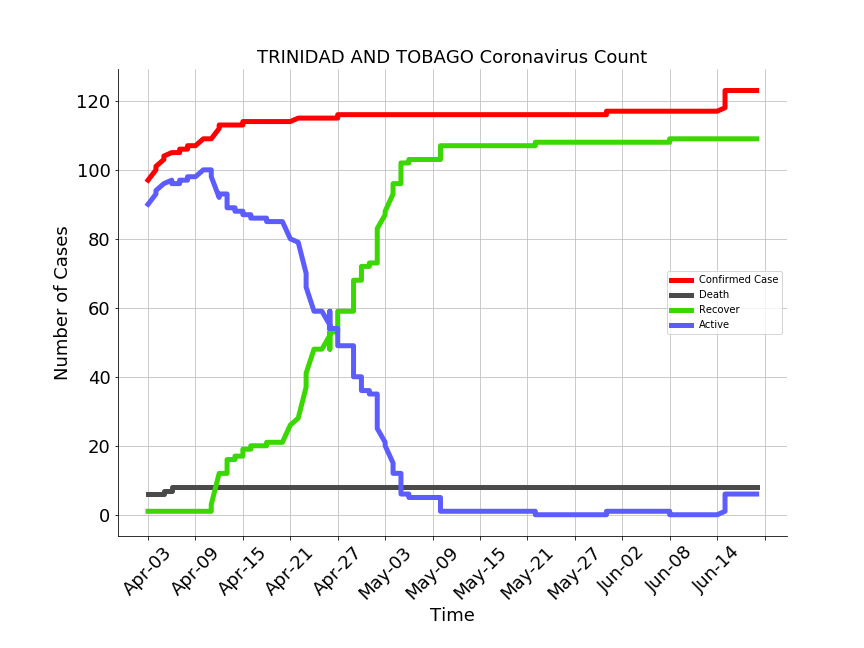 TRINIDAD AND TOBAGO Coronavirus Count
Number of Cases
120
100
80
60
40
20
0
Confirmed Case
Death
Recover
Active
Apr-03
Apr-09
Apr-15
Apr-21
Apr-27
May-03
May-09
May-15
May-21
May-27
Jun-02
Jun-08
Jun-14
Time